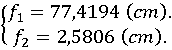 f₁ = 77,4194 (cm).
f₂ = 2,5806 (cm).